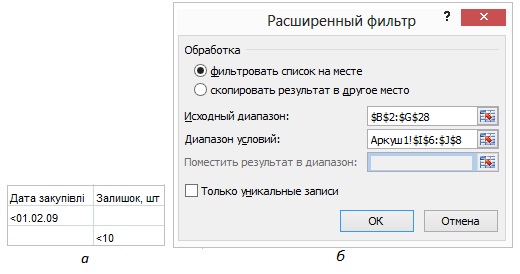 Расширенный фильтр
?
Обработка
фильтровать список на месте
скопировать результат в другое место
Исходный диапазон: $B$2:$G$28
Диапазон условий: Аркуш1!$I$6:$J$8
Поместить результат в диапазон:
Только уникальные записи
ОК Отмена
Дата закупівлі Залишок, шт
<01.02.09
<10
а
б